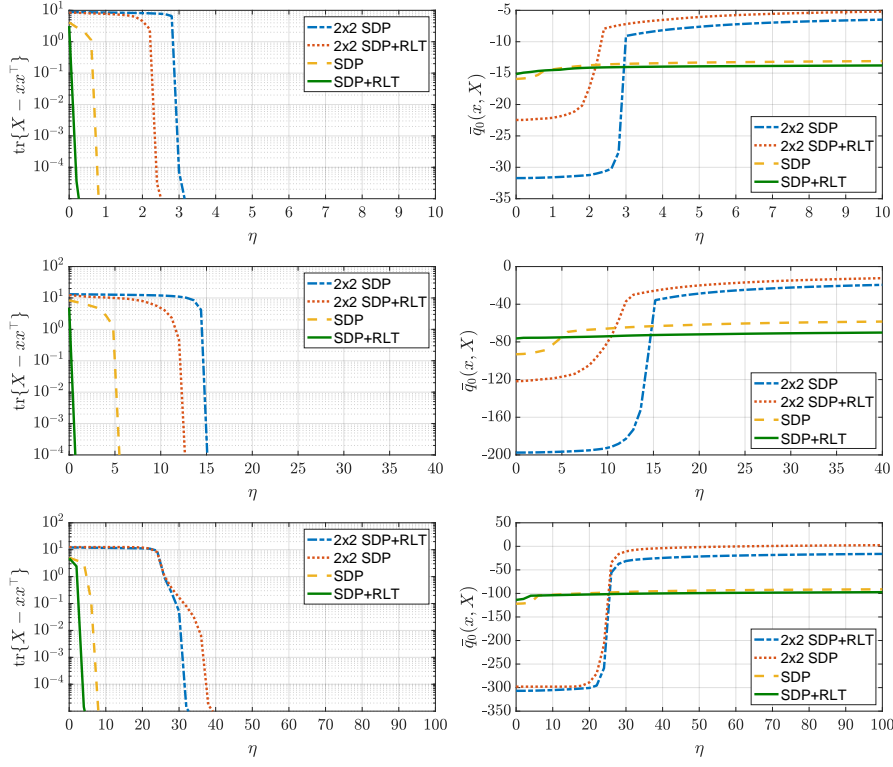 10^1
10^0
10^-1
10^-2
10^-3
10^-4
tr{X − xx^⊤}
0 1 2 3 4 5 6 7 8 9 10
η
2x2 SDP
2x2 SDP+RLT
SDP
SDP+RLT
-5
-10
-15
-20
-25
-30
-35
q̄_0(x, X)
0 1 2 3 4 5 6 7 8 9 10
η
2x2 SDP
2x2 SDP+RLT
SDP
SDP+RLT
10^2
10^1
10^0
10^-1
10^-2
10^-3
10^-4
tr{X − xx^⊤}
0 5 10 15 20 25 30 35 40
η
2x2 SDP
2x2 SDP+RLT
SDP
SDP+RLT
0
-40
-80
-120
-160
-200
q̄_0(x, X)
0 5 10 15 20 25 30 35 40
η
2x2 SDP
2x2 SDP+RLT
SDP
SDP+RLT
10^2
10^1
10^0
10^-1
10^-2
10^-3
10^-4
tr{X − xx^⊤}
0 10 20 30 40 50 60 70 80 90 100
η
2x2 SDP+RLT
2x2 SDP
SDP
SDP+RLT
50
0
-50
-100
-150
-200
-250
-300
-350
q̄_0(x, X)
0 10 20 30 40 50 60 70 80 90 100
η
2x2 SDP+RLT
2x2 SDP
SDP
SDP+RLT